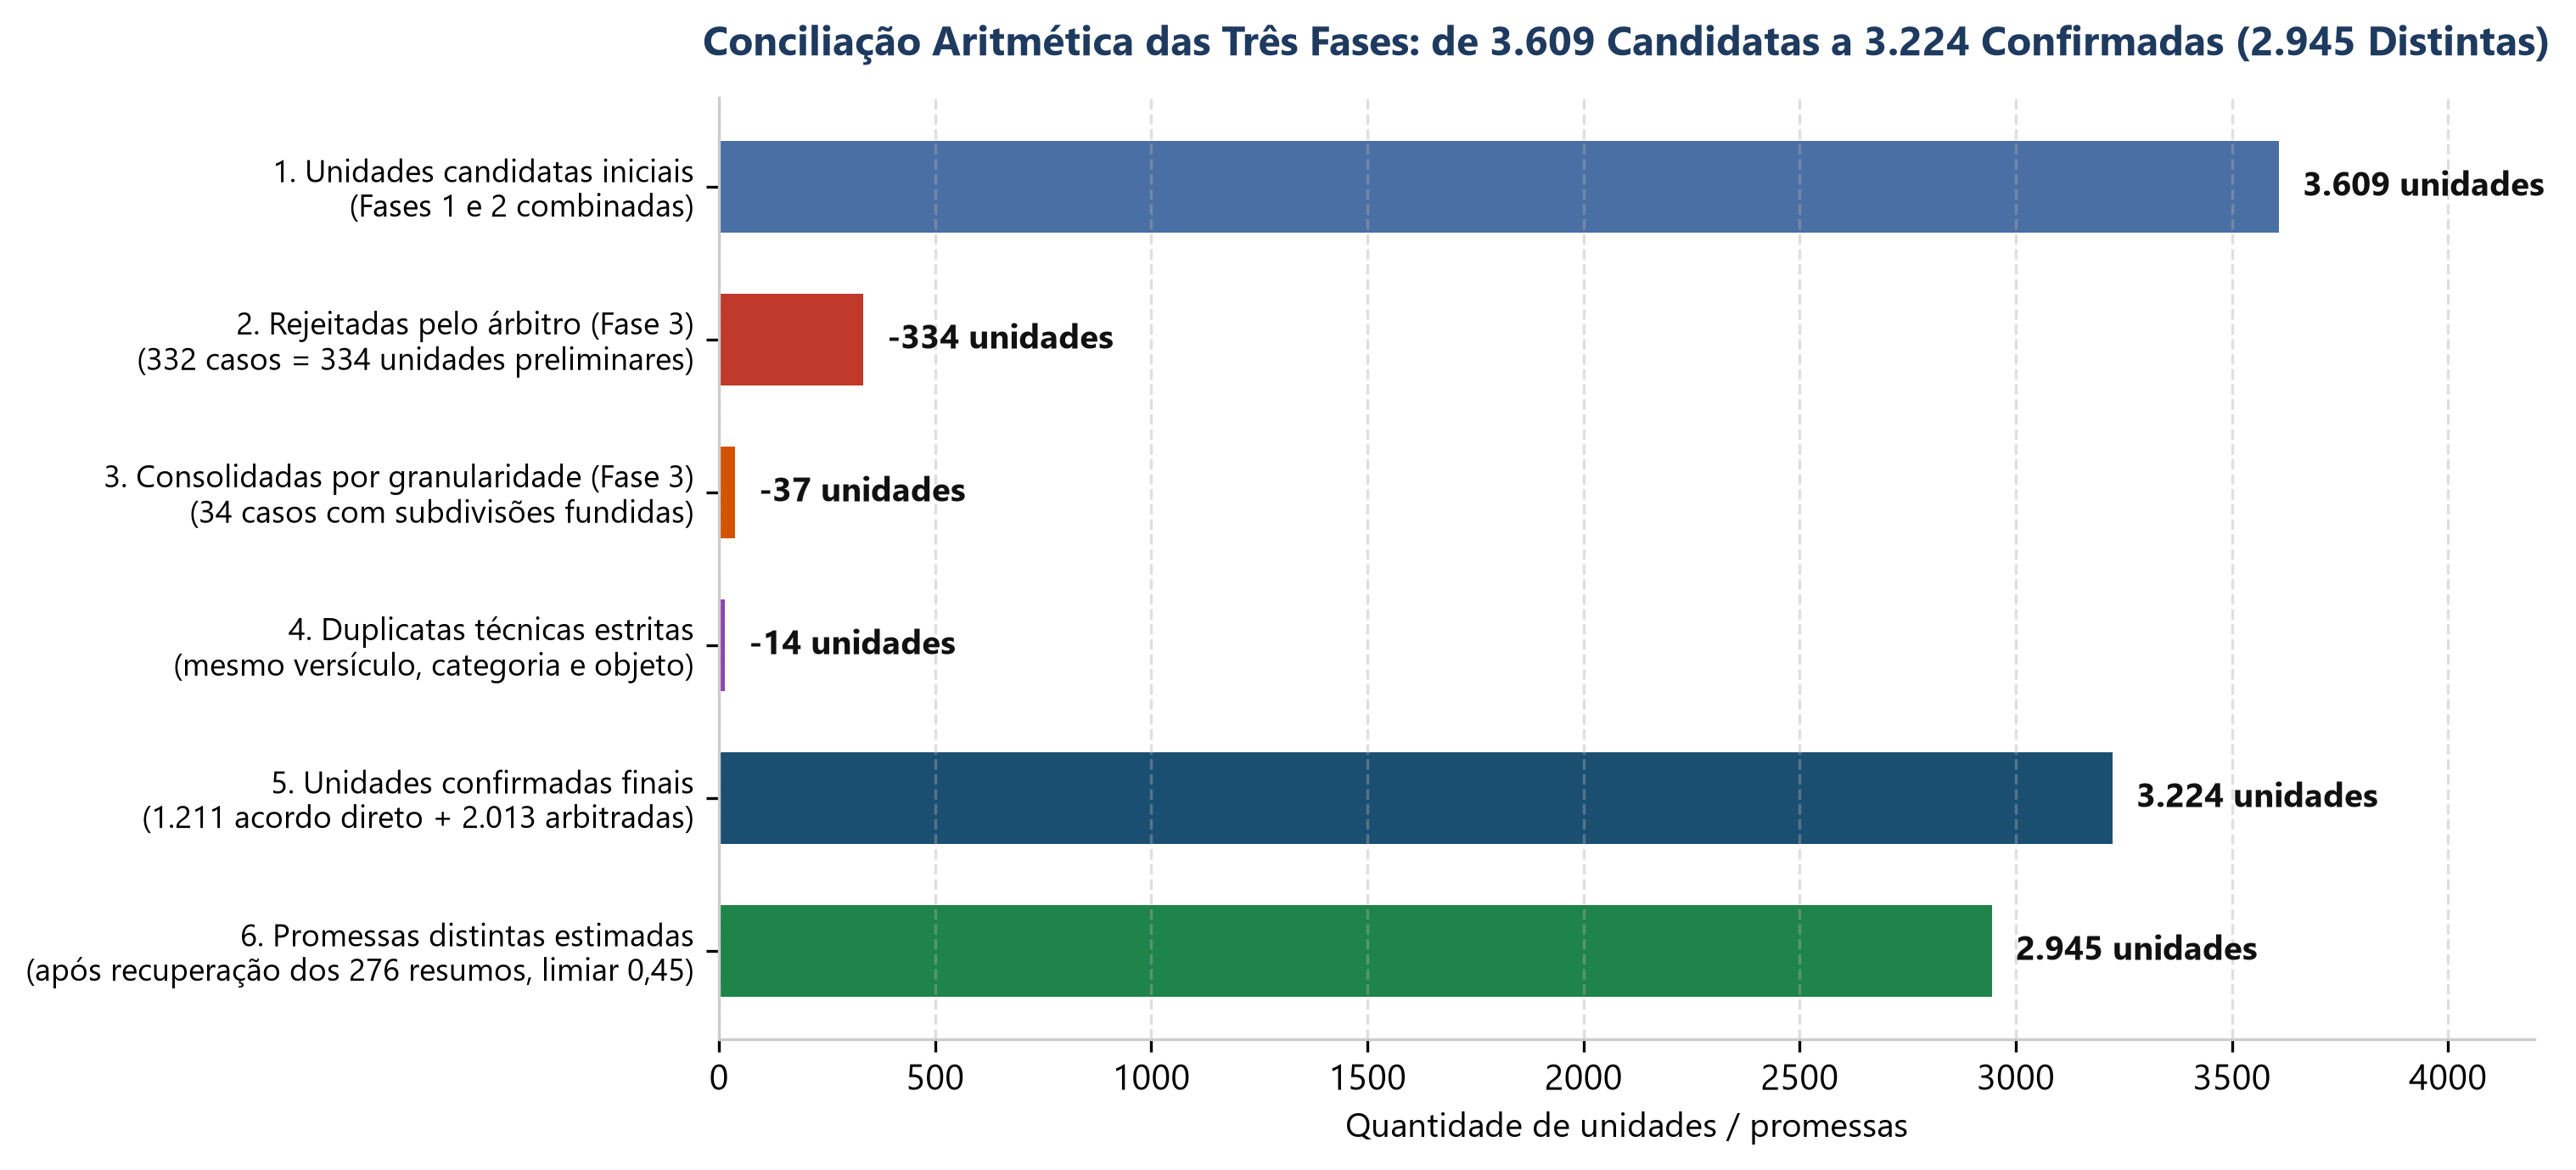 Conciliação Aritmética das Três Fases: de 3.609 Candidatas a 3.224 Confirmadas (2.945 Distintas)
1. Unidades candidatas iniciais
(Fases 1 e 2 combinadas)
3.609 unidades
2. Rejeitadas pelo árbitro (Fase 3)
(332 casos = 334 unidades preliminares)
-334 unidades
3. Consolidadas por granularidade (Fase 3)
(34 casos com subdivisões fundidas)
-37 unidades
4. Duplicatas técnicas estritas
(mesmo versículo, categoria e objeto)
-14 unidades
5. Unidades confirmadas finais
(1.211 acordo direto + 2.013 arbitradas)
3.224 unidades
6. Promessas distintas estimadas
(após recuperação dos 276 resumos, limiar 0,45)
2.945 unidades
0 500 1000 1500 2000 2500 3000 3500 4000
Quantidade de unidades / promessas